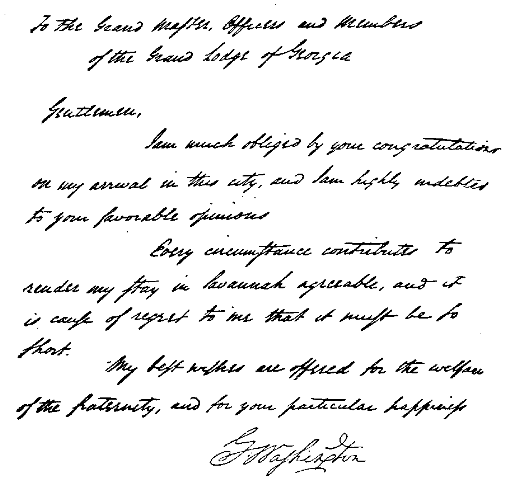 To the Grand Master, Officers and Members
of the Grand Lodge of Georgia
Gentlemen,
I am much obliged by your congratulations
on my arrival in this city, and I am highly indebted
to your favorable opinions
Every circumstance contributes to
render my stay in Savannah agreeable, and it
is cause of regret to me that it must be so
short.
My best wishes are offered for the welfare
of the fraternity, and for your particular happiness
G Washington